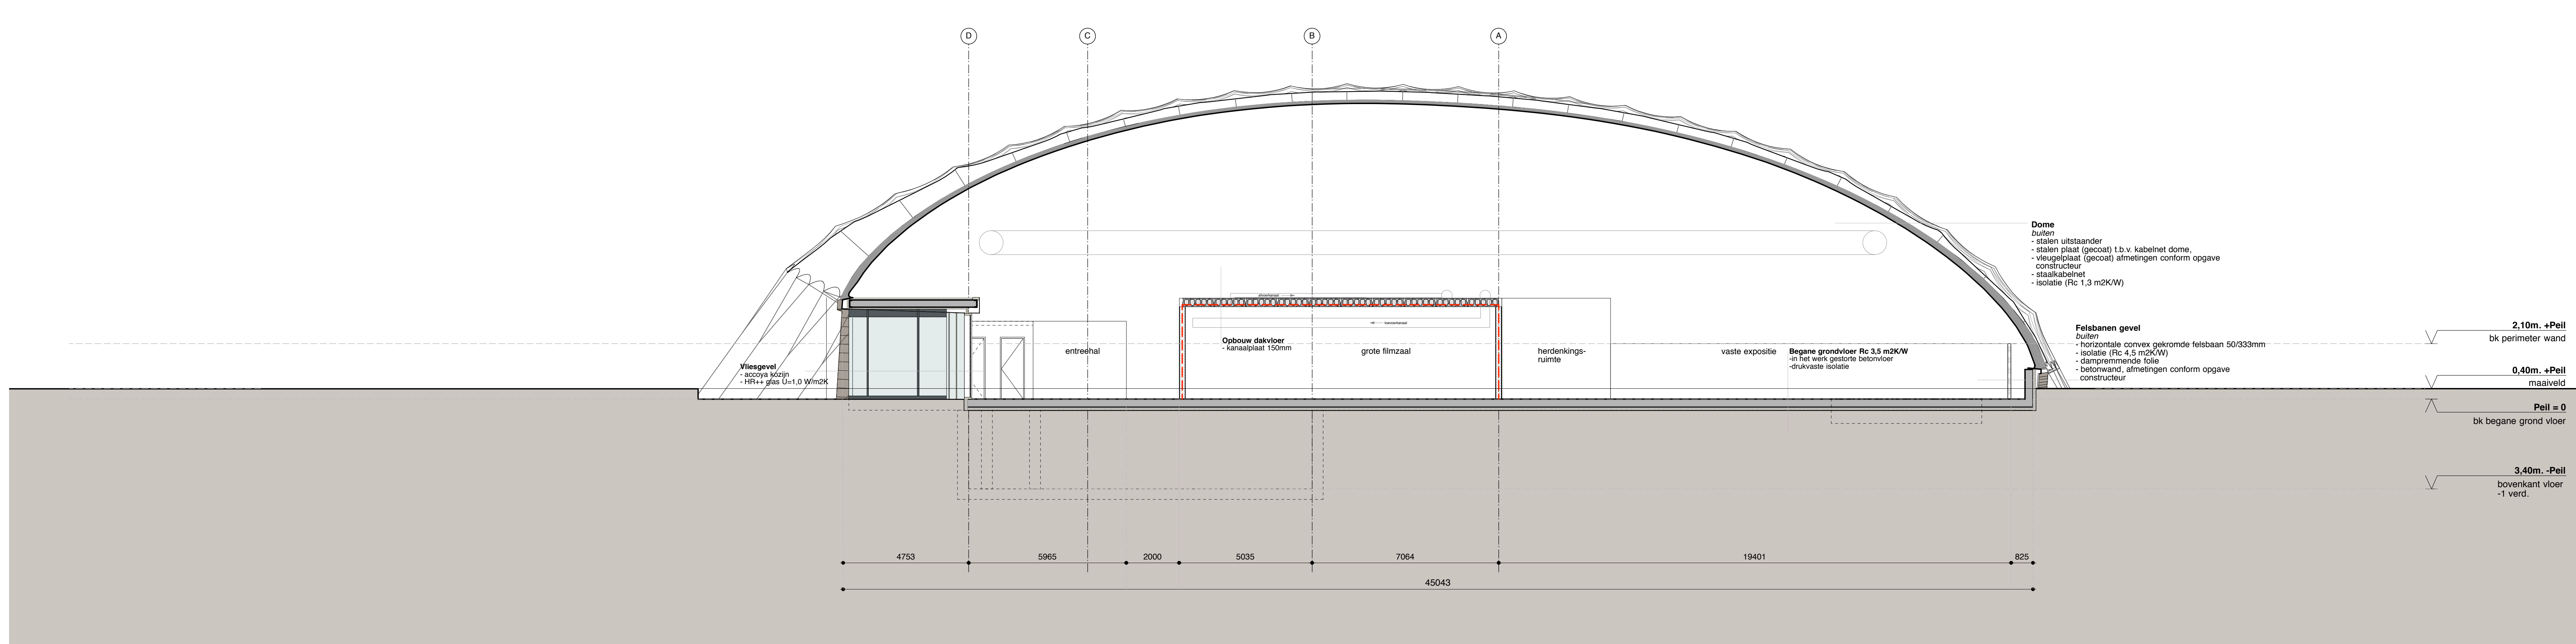 D
C
B
A
Dome
buiten
- stalen uitstaander
- stalen plaat (gecoat) t.b.v. kabelnet dome,
- vleugelplaat (gecoat) afmetingen conform opgave
constructeur
- staalkabelnet
- isolatie (Rc 1,3 m2K/W)
Felsbanen gevel
buiten
- horizontale convex gekromde felsbaan 50/333mm
- isolatie (Rc 4,5 m2K/W)
- dampremmende folie
- betonwand, afmetingen conform opgave
constructeur
2,10m. +Peil
bk perimeter wand
0,40m. +Peil
maaiveld
Peil = 0
bk begane grond vloer
3,40m. -Peil
bovenkant vloer
-1 verd.
Vliesgevel
- accoya kozijn
- HR++ glas U=1,0 W/m2K
entreehal
Opbouw dakvloer
- kanaalplaat 150mm
grote filmzaal
herdenkings-
ruimte
vaste expositie
Begane grondvloer Rc 3,5 m2K/W
-in het werk gestorte betonvloer
-drukvaste isolatie
4753
5965
2000
5035
7064
19401
825
45043